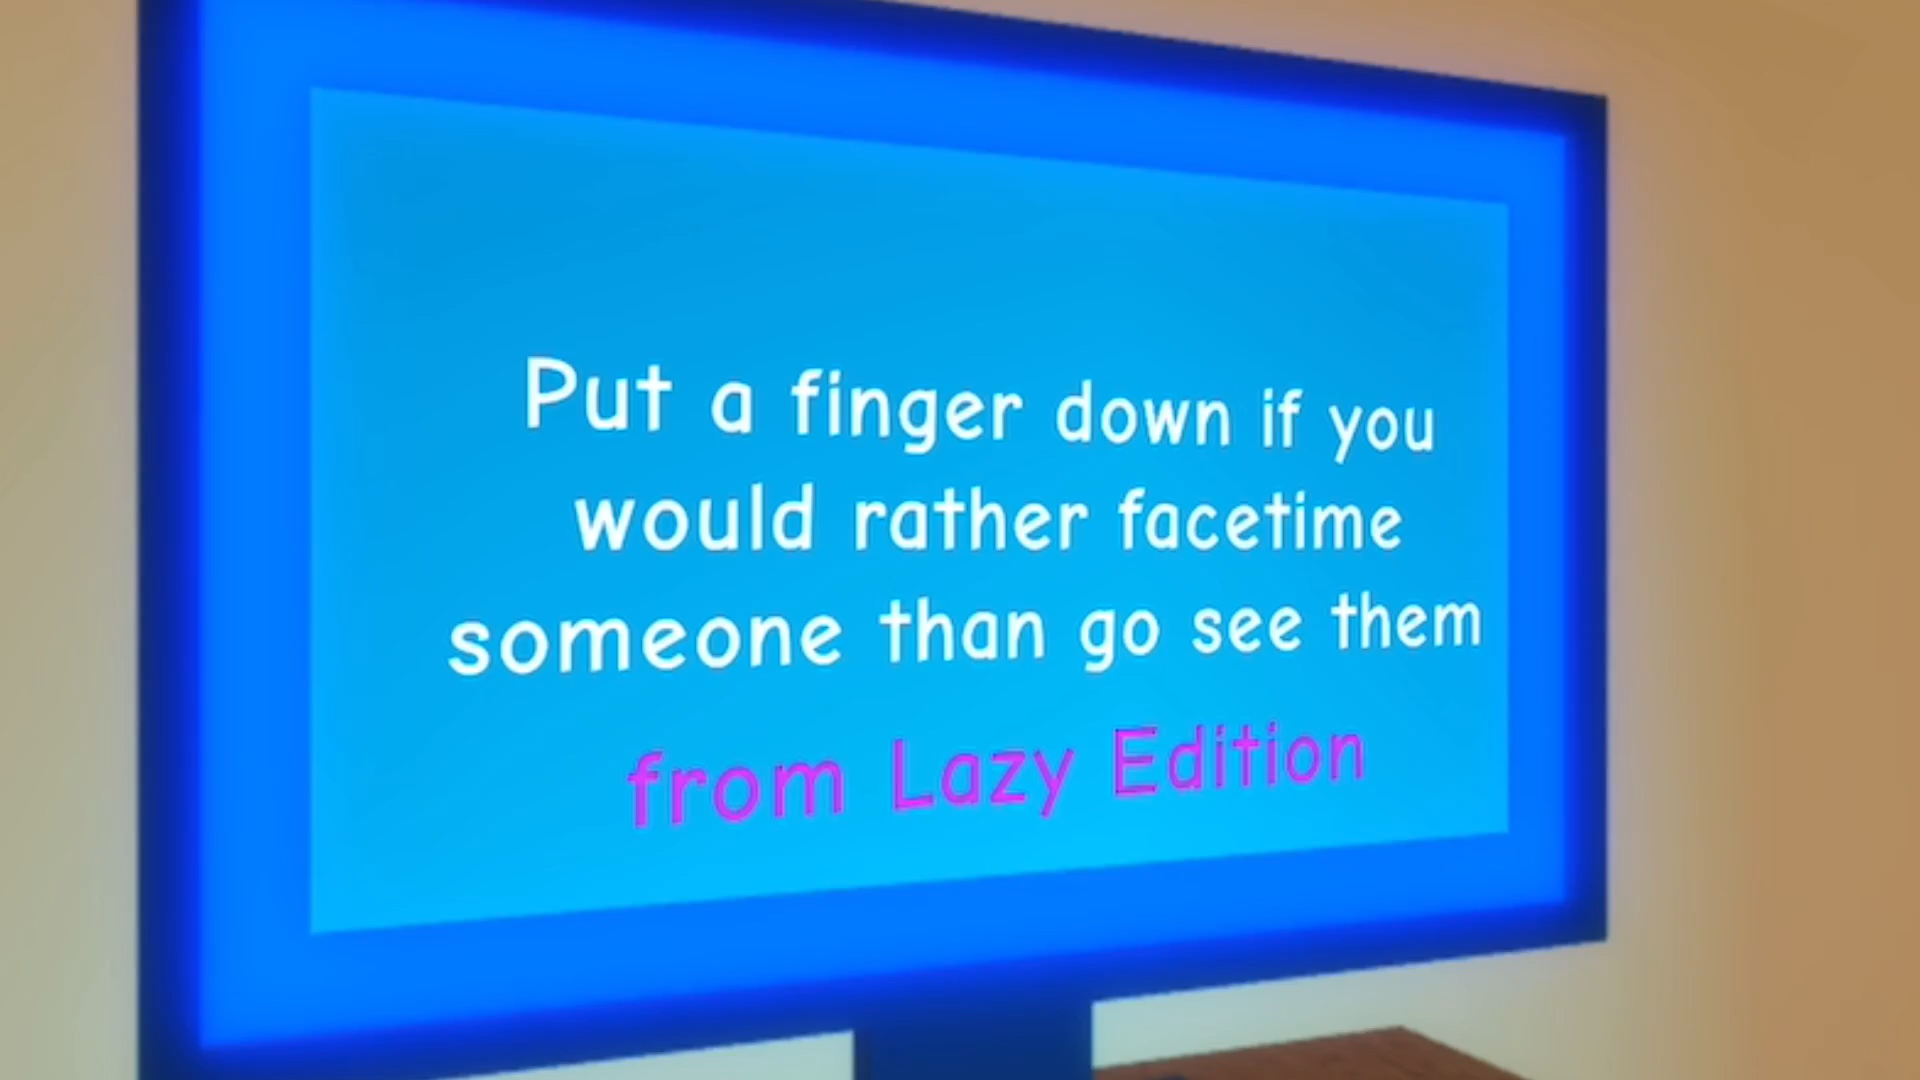 Put a finger down if you
would rather facetime
someone than go see them
from Lazy Edition